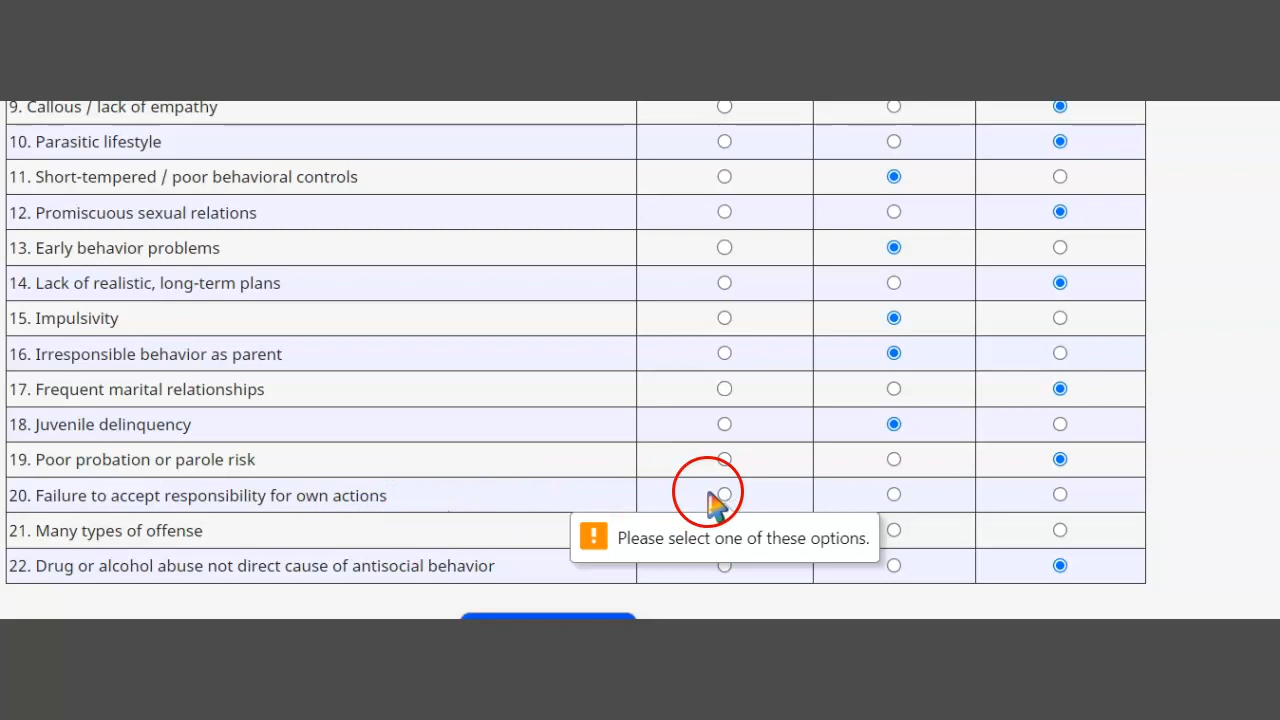 9. Callous / lack of empathy
10. Parasitic lifestyle
11. Short-tempered / poor behavioral controls
12. Promiscuous sexual relations
13. Early behavior problems
14. Lack of realistic, long-term plans
15. Impulsivity
16. Irresponsible behavior as parent
17. Frequent marital relationships
18. Juvenile delinquency
19. Poor probation or parole risk
20. Failure to accept responsibility for own actions
21. Many types of offense
Please select one of these options.
22. Drug or alcohol abuse not direct cause of antisocial behavior